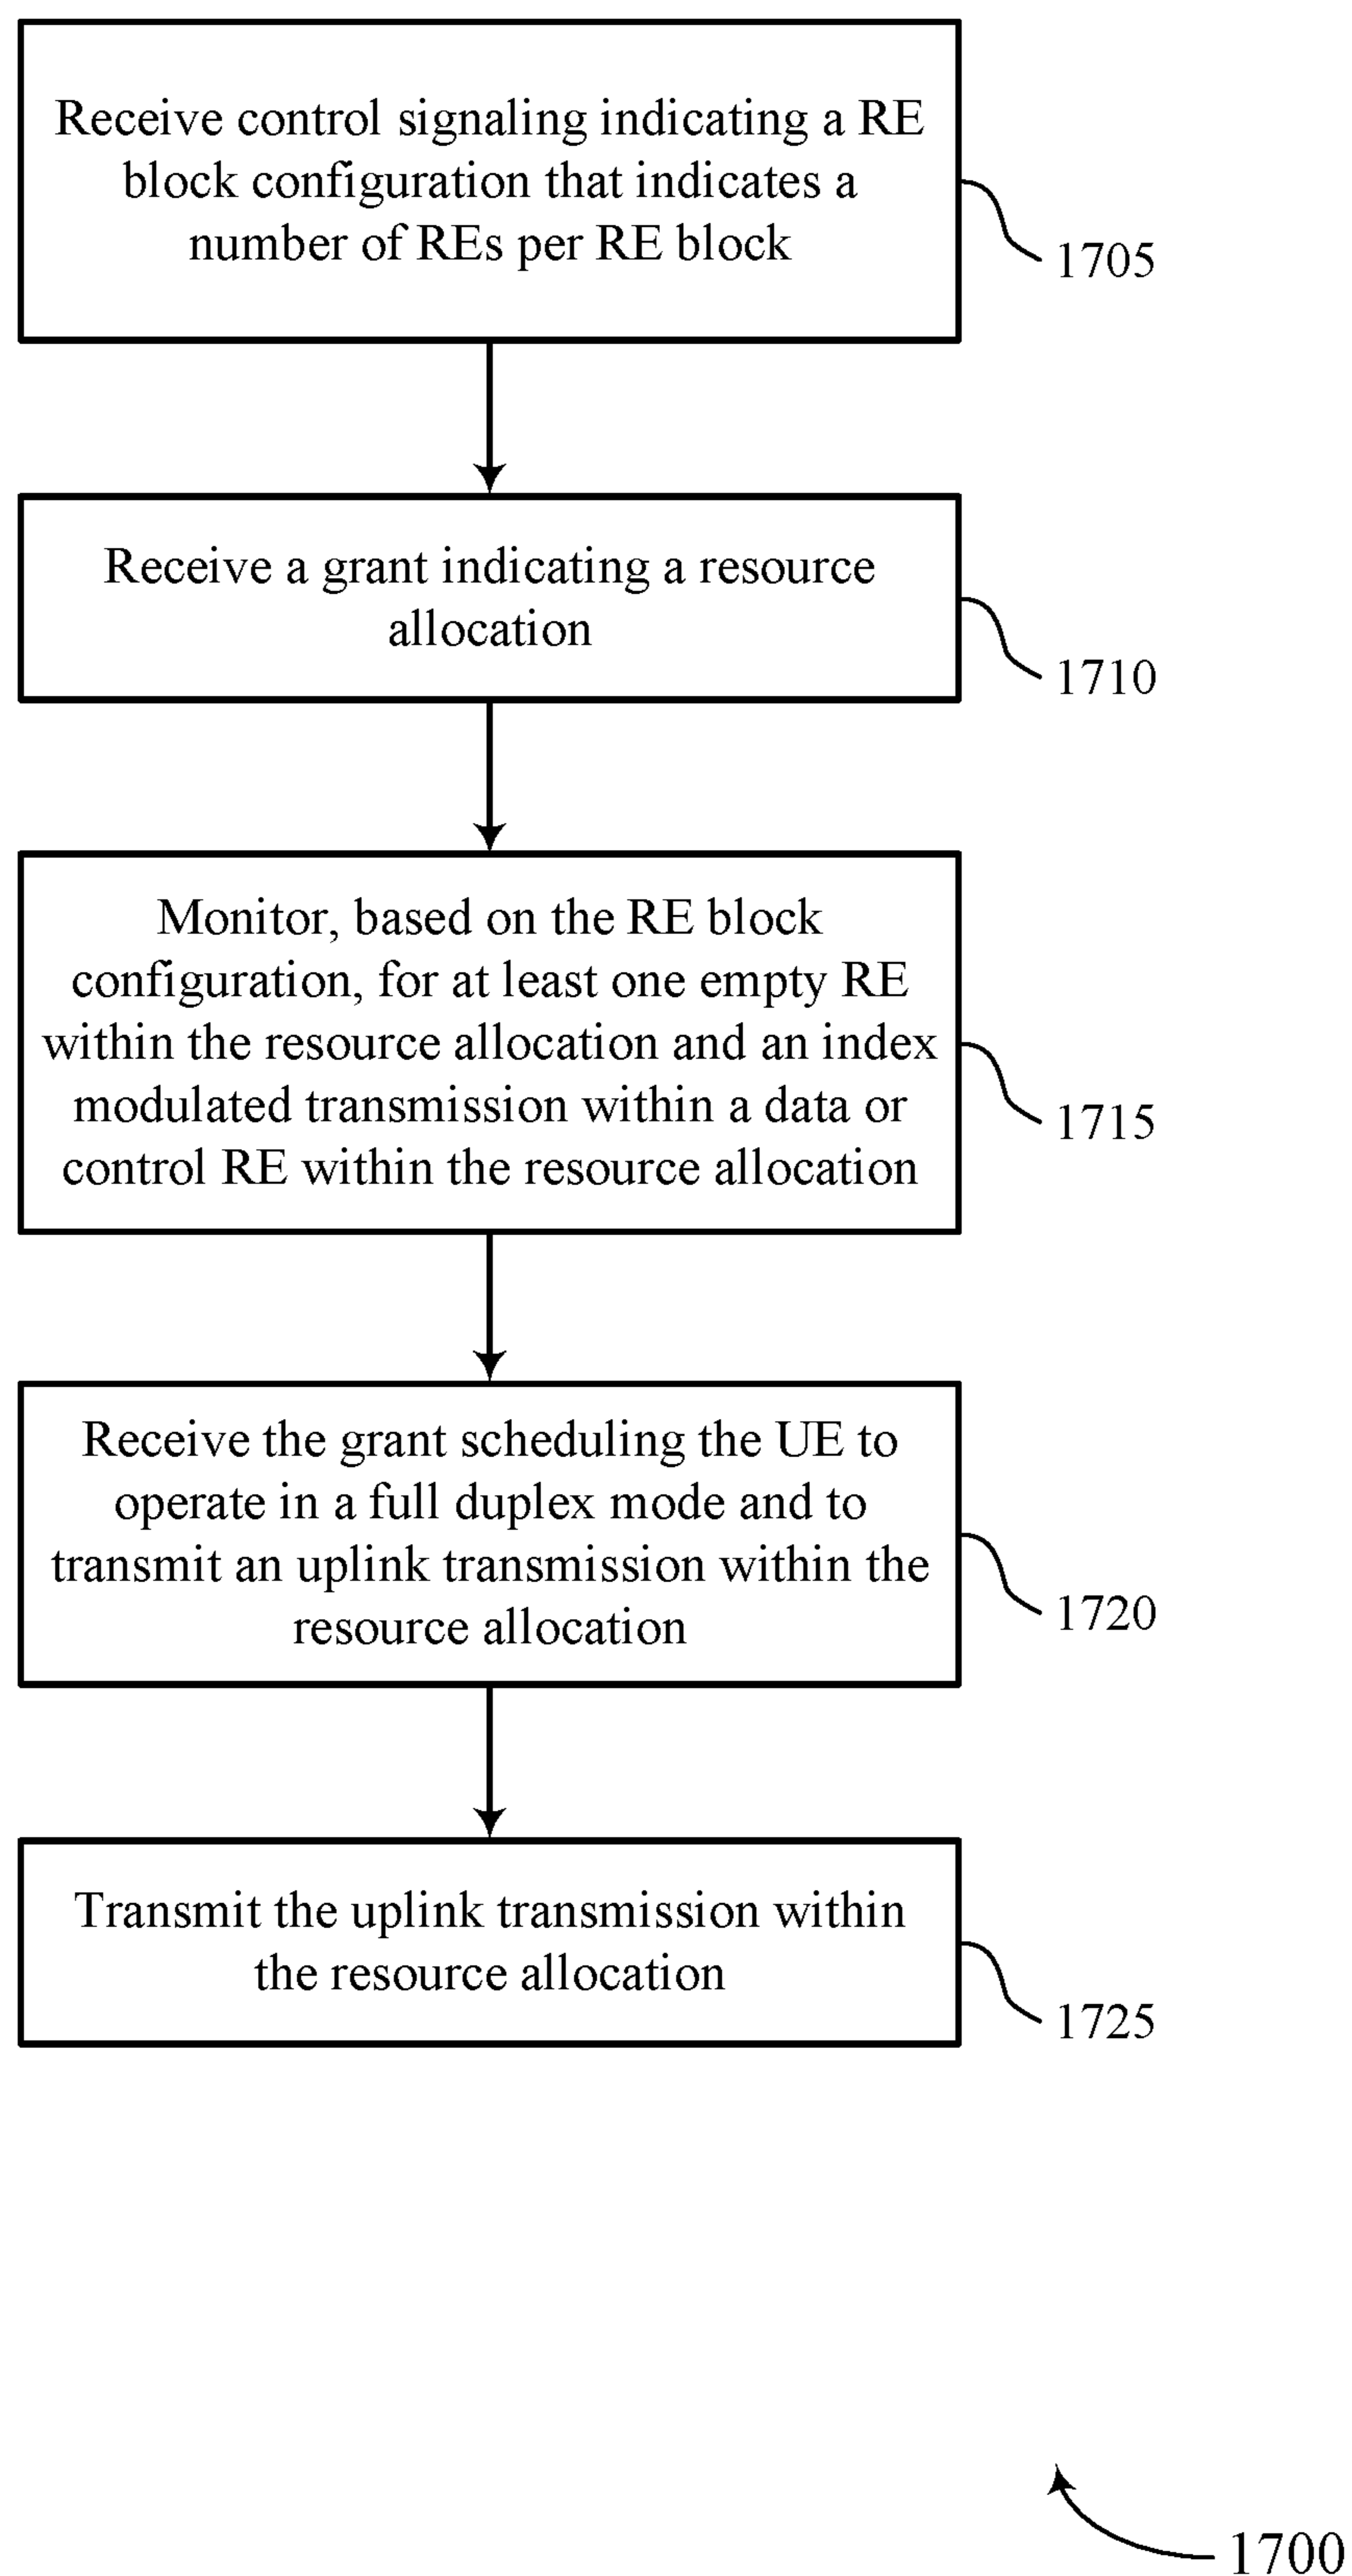 Receive control signaling indicating a RE
block configuration that indicates a
number of REs per RE block
1705
Receive a grant indicating a resource
allocation
1710
Monitor, based on the RE block
configuration, for at least one empty RE
within the resource allocation and an index
modulated transmission within a data or
control RE within the resource allocation
1715
Receive the grant scheduling the UE to
operate in a full duplex mode and to
transmit an uplink transmission within the
resource allocation
1720
Transmit the uplink transmission within
the resource allocation
1725
1700